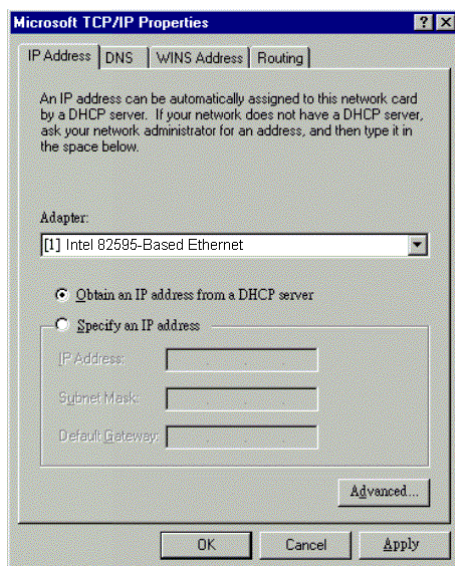 Microsoft TCP/IP Properties
IP Address
DNS
WINS Address
Routing
An IP address can be automatically assigned to this network card
by a DHCP server. If your network does not have a DHCP server,
ask your network administrator for an address, and then type it in
the space below.
Adapter:
[1] Intel 82595-Based Ethernet
Obtain an IP address from a DHCP server
Specify an IP address
IP Address:
Subnet Mask:
Default Gateway:
Advanced...
OK
Cancel
Apply